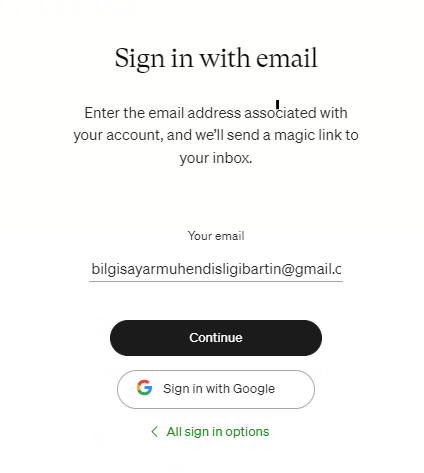 Sign in with email
Enter the email address associated with
your account, and we’ll send a magic link to
your inbox.
Your email
bilgisayarmuhendisligibartin@gmail.c
Continue
Sign in with Google
All sign in options